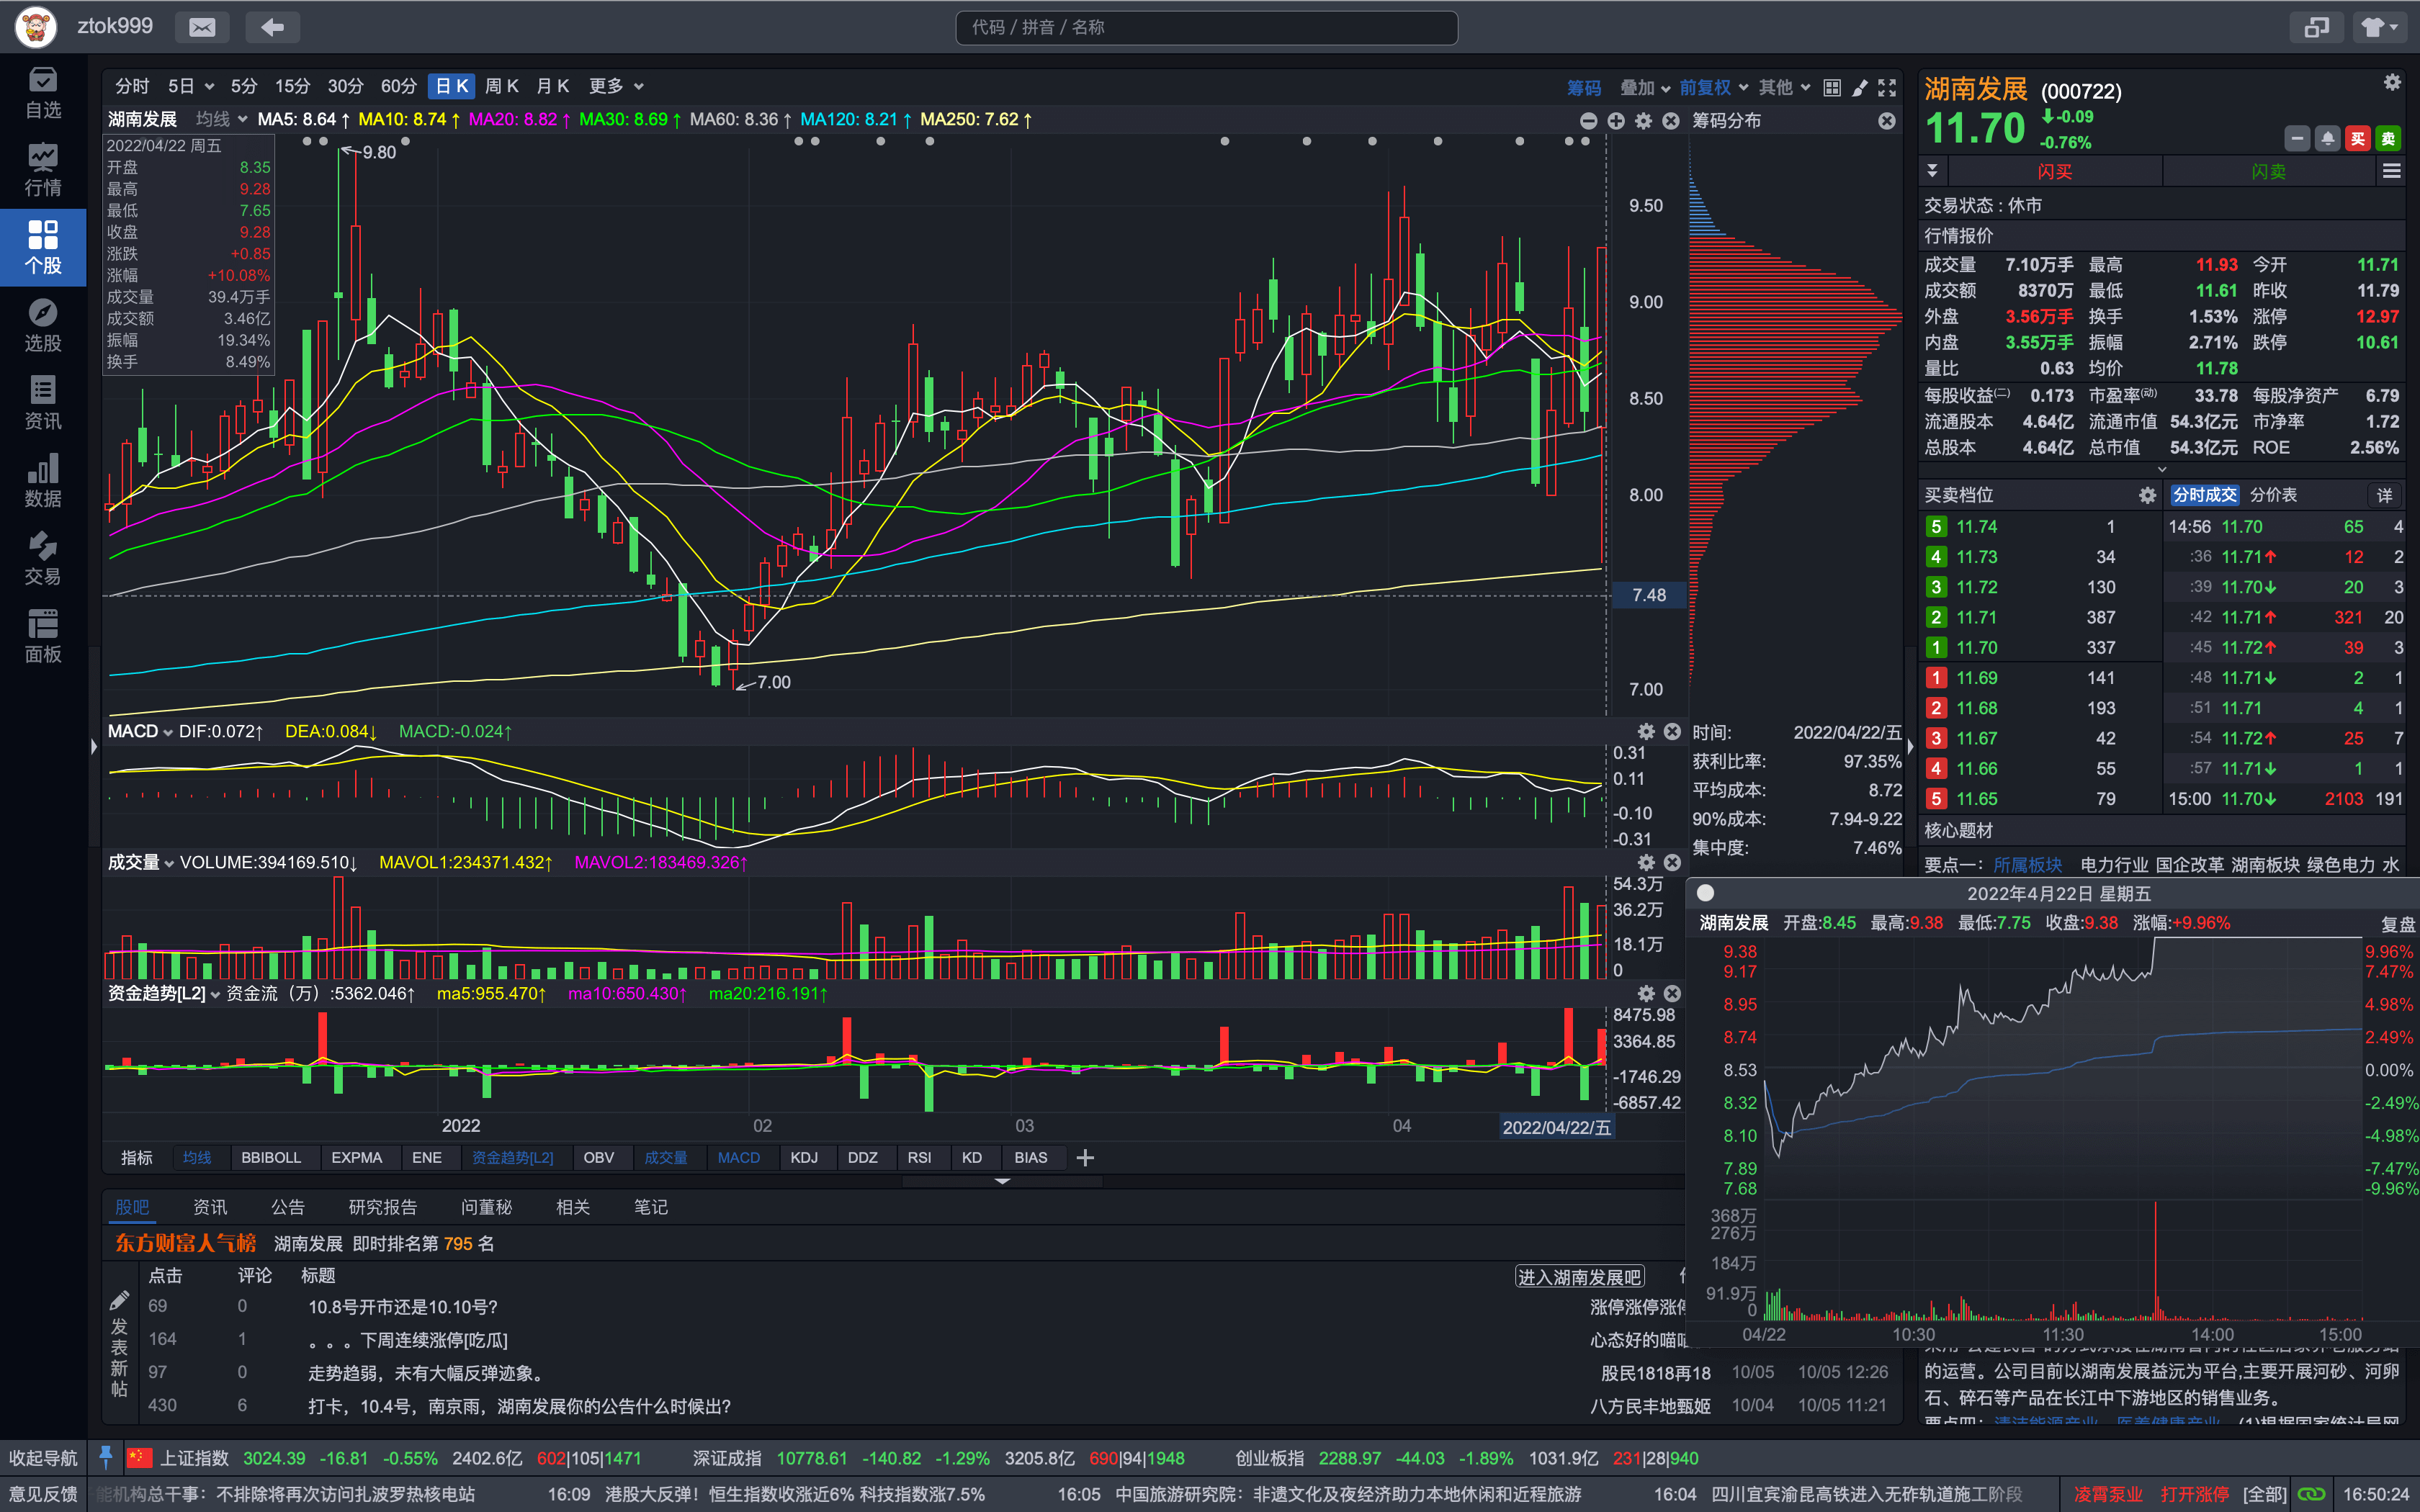 ztok999
代码 / 拼音 / 名称
自选
行情
个股
选股
资讯
数据
交易
面板
分时 5日 5分 15分 30分 60分 日K 周K 月K 更多 筹码 叠加 前复权 其他
湖南发展 均线 MA5: 8.64↑ MA10: 8.74↑ MA20: 8.82↑ MA30: 8.69↑ MA60: 8.36↑ MA120: 8.21↑ MA250: 7.62↑ 筹码分布
2022/04/22 周五
开盘 8.35
最高 9.28
最低 7.65
收盘 9.28
涨跌 +0.85
涨幅 +10.08%
成交量 39.4万手
成交额 3.46亿
振幅 19.34%
换手 8.49%
9.80
7.00
9.50
9.00
8.50
8.00
7.48
7.00
MACD DIF:0.072↑ DEA:0.084↓ MACD:-0.024↑
0.31
0.11
-0.10
-0.31
成交量 VOLUME:394169.510↓ MAVOL1:234371.432↑ MAVOL2:183469.326↑
54.3万
36.2万
18.1万
0
资金趋势[L2] 资金流（万）:5362.046↑ ma5:955.470↑ ma10:650.430↑ ma20:216.191↑
8475.98
3364.85
-1746.29
-6857.42
2022 02 03 04 2022/04/22/五
时间: 2022/04/22/五
获利比率: 97.35%
平均成本: 8.72
90%成本: 7.94-9.22
集中度: 7.46%
指标 均线 BBIBOLL EXPMA ENE 资金趋势[L2] OBV 成交量 MACD KDJ DDZ RSI KD BIAS
股吧 资讯 公告 研究报告 问董秘 相关 笔记
东方财富人气榜 湖南发展 即时排名第 795 名
点击 评论 标题 进入湖南发展吧
69 0 10.8号开市还是10.10号? 涨停涨停涨停
164 1 。。。下周连续涨停[吃瓜] 心态好的喵
97 0 走势趋弱，未有大幅反弹迹象。 股民1818再18 10/05 10/05 12:26
430 6 打卡，10.4号，南京雨，湖南发展你的公告什么时候出? 八方民丰地甄姬 10/04 10/05 11:21
发表新帖
湖南发展 (000722)
11.70 -0.09
-0.76%
买 卖
闪买 闪卖
交易状态 : 休市
行情报价
成交量 7.10万手 最高 11.93 今开 11.71
成交额 8370万 最低 11.61 昨收 11.79
外盘 3.56万手 换手 1.53% 涨停 12.97
内盘 3.55万手 振幅 2.71% 跌停 10.61
量比 0.63 均价 11.78
每股收益(二) 0.173 市盈率(动) 33.78 每股净资产 6.79
流通股本 4.64亿 流通市值 54.3亿元 市净率 1.72
总股本 4.64亿 总市值 54.3亿元 ROE 2.56%
买卖档位 分时成交 分价表 详
5 11.74 1 14:56 11.70 65 4
4 11.73 34 :36 11.71↑ 12 2
3 11.72 130 :39 11.70↓ 20 3
2 11.71 387 :42 11.71↑ 321 20
1 11.70 337 :45 11.72↑ 39 3
1 11.69 141 :48 11.71↓ 2 1
2 11.68 193 :51 11.71 4 1
3 11.67 42 :54 11.72↑ 25 7
4 11.66 55 :57 11.71↓ 1 1
5 11.65 79 15:00 11.70↓ 2103 191
核心题材
要点一：所属板块 电力行业 国企改革 湖南板块 绿色电力 水
2022年4月22日 星期五
湖南发展 开盘:8.45 最高:9.38 最低:7.75 收盘:9.38 涨幅:+9.96% 复盘
9.38 9.96%
9.17 7.47%
8.95 4.98%
8.74 2.49%
8.53 0.00%
8.32 -2.49%
8.10 -4.98%
7.89 -7.47%
7.68 -9.96%
368万
276万
184万
91.9万
0
04/22 10:30 11:30 14:00 15:00
的运营。公司目前以湖南发展益沅为平台,主要开展河砂、河卵
石、碎石等产品在长江中下游地区的销售业务。
要点四：清洁能源产业、医养健康产业 (1)根据国家统计局网
收起导航 上证指数 3024.39 -16.81 -0.55% 2402.6亿 602|105|1471 深证成指 10778.61 -140.82 -1.29% 3205.8亿 690|94|1948 创业板指 2288.97 -44.03 -1.89% 1031.9亿 231|28|940
意见反馈 能机构总干事：不排除将再次访问扎波罗热核电站 16:09 港股大反弹！恒生指数收涨近6% 科技指数涨7.5% 16:05 中国旅游研究院：非遗文化及夜经济助力本地休闲和近程旅游 16:04 四川宜宾渝昆高铁进入无砟轨道施工阶段 凌霄泵业 打开涨停 [全部] 16:50:24